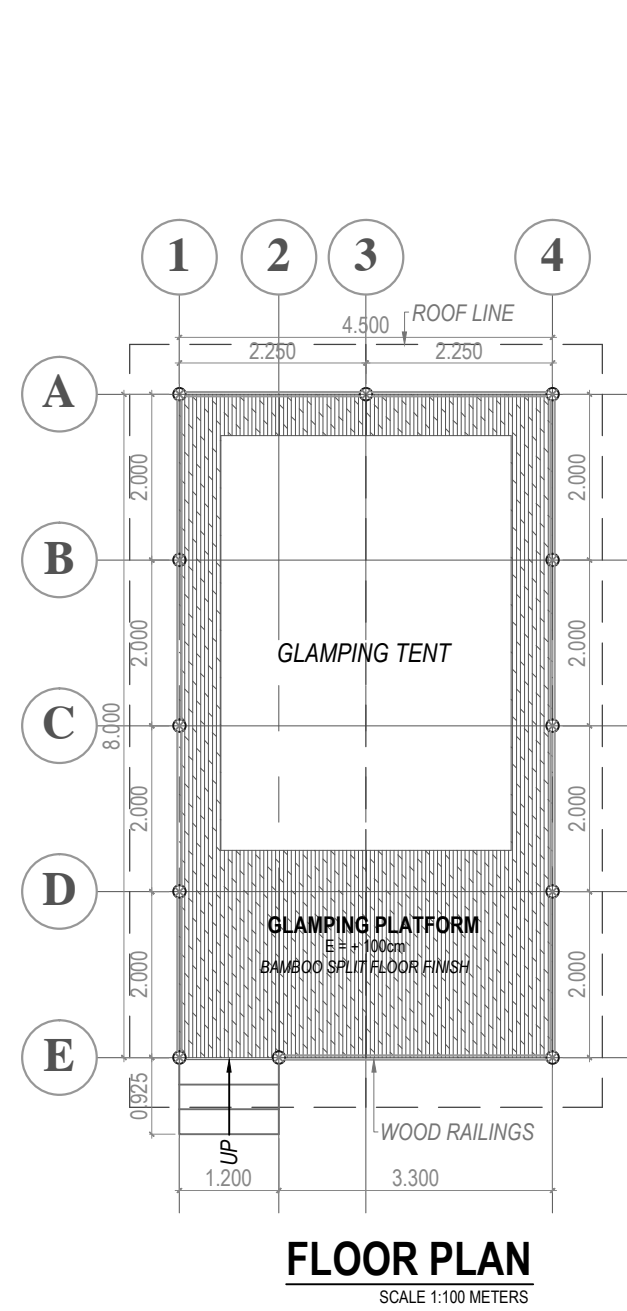 1 2 3 4
ROOF LINE
4.500
2.250 2.250
A
2.000 2.000
B
2.000 2.000
GLAMPING TENT
C
8.000
2.000 2.000
D
GLAMPING PLATFORM
E = + 100cm
BAMBOO SPLIT FLOOR FINISH
2.000 2.000
E
0.925
WOOD RAILINGS
UP
1.200 3.300
FLOOR PLAN
SCALE 1:100 METERS